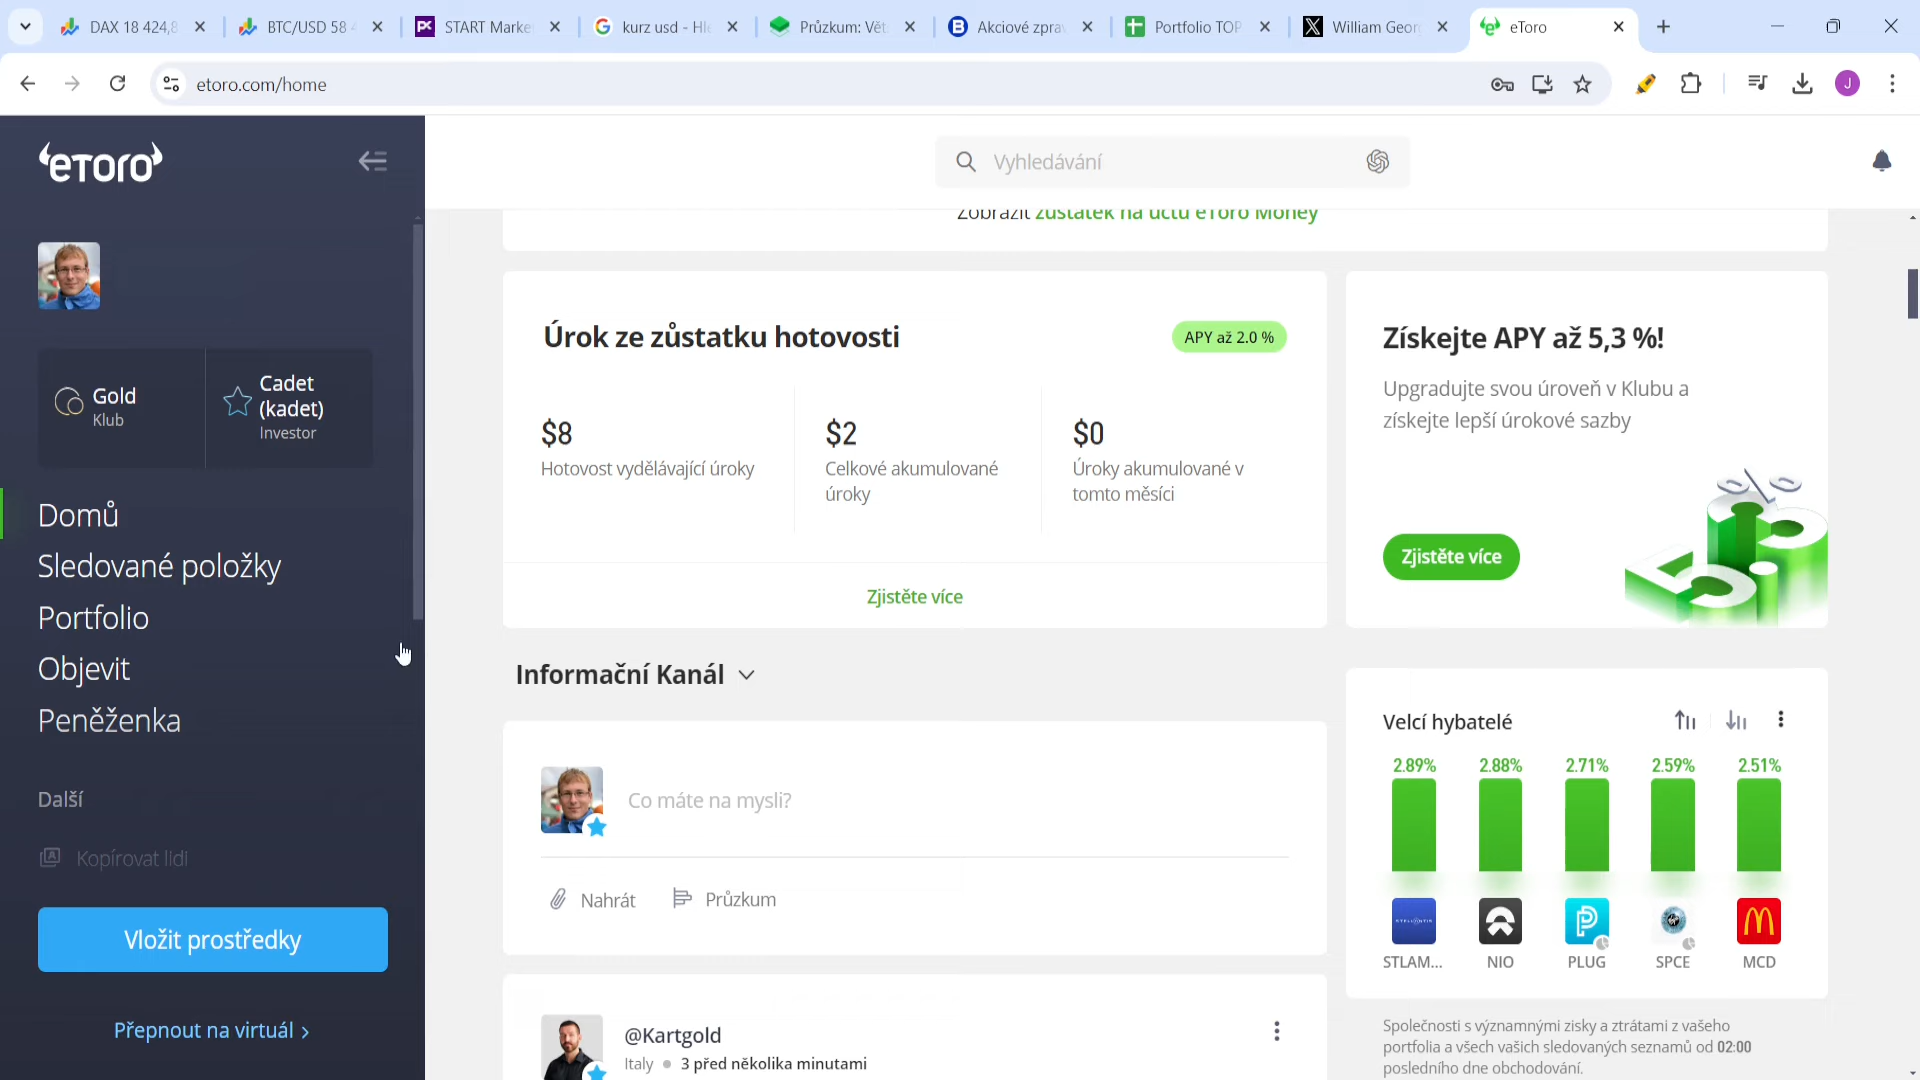 DAX 18 424,8
BTC/USD 58
START Marke
kurz usd - Hle
Průzkum: Vět
Akciové zprav
Portfolio TOP
William Georg
eToro
etoro.com/home
J
eToro
Vyhledávání
Zobrazit zůstatek na účtu eToro Money
Gold
Klub
Cadet
(kadet)
Investor
Domů
Sledované položky
Portfolio
Objevit
Peněženka
Další
Kopírovat lidi
Vložit prostředky
Přepnout na virtuál >
Úrok ze zůstatku hotovosti
APY až 2.0 %
$8
Hotovost vydělávající úroky
$2
Celkové akumulované
úroky
$0
Úroky akumulované v
tomto měsíci
Zjistěte více
Získejte APY až 5,3 %!
Upgradujte svou úroveň v Klubu a
získejte lepší úrokové sazby
Zjistěte více
Informační Kanál
Co máte na mysli?
Nahrát
Průzkum
@Kartgold
Italy • 3 před několika minutami
Velcí hybatelé
2.89% 2.88% 2.71% 2.59% 2.51%
STLAM... NIO PLUG SPCE MCD
Společnosti s významnými zisky a ztrátami z vašeho
portfolia a všech vašich sledovaných seznamů od 02:00
posledního dne obchodování.